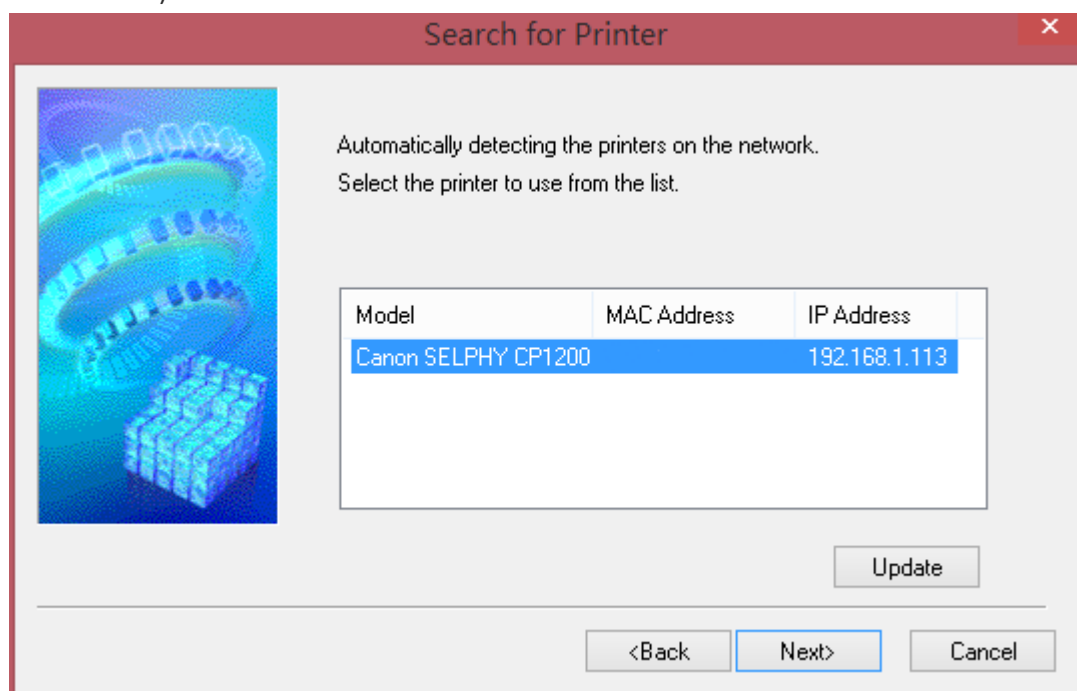 Search for Printer
Automatically detecting the printers on the network.
Select the printer to use from the list.
Model MAC Address IP Address
Canon SELPHY CP1200 192.168.1.113
Update
<Back Next> Cancel